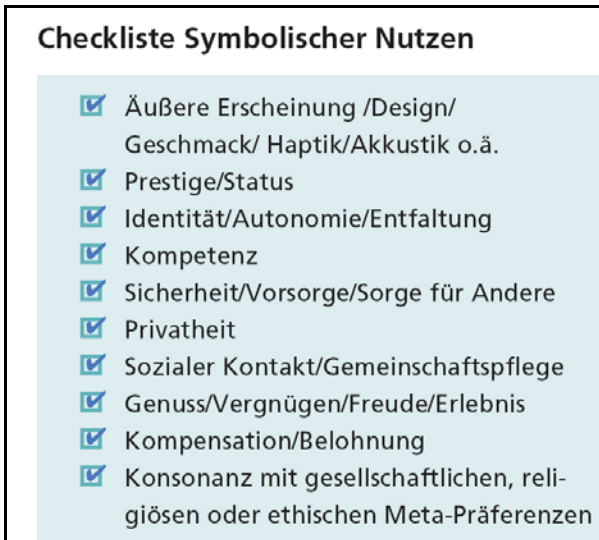 Checkliste Symbolischer Nutzen
Äußere Erscheinung /Design/
Geschmack/ Haptik/Akkustik o.ä.
Prestige/Status
Identität/Autonomie/Entfaltung
Kompetenz
Sicherheit/Vorsorge/Sorge für Andere
Privatheit
Sozialer Kontakt/Gemeinschaftspflege
Genuss/Vergnügen/Freude/Erlebnis
Kompensation/Belohnung
Konsonanz mit gesellschaftlichen, reli-
giösen oder ethischen Meta-Präferenzen